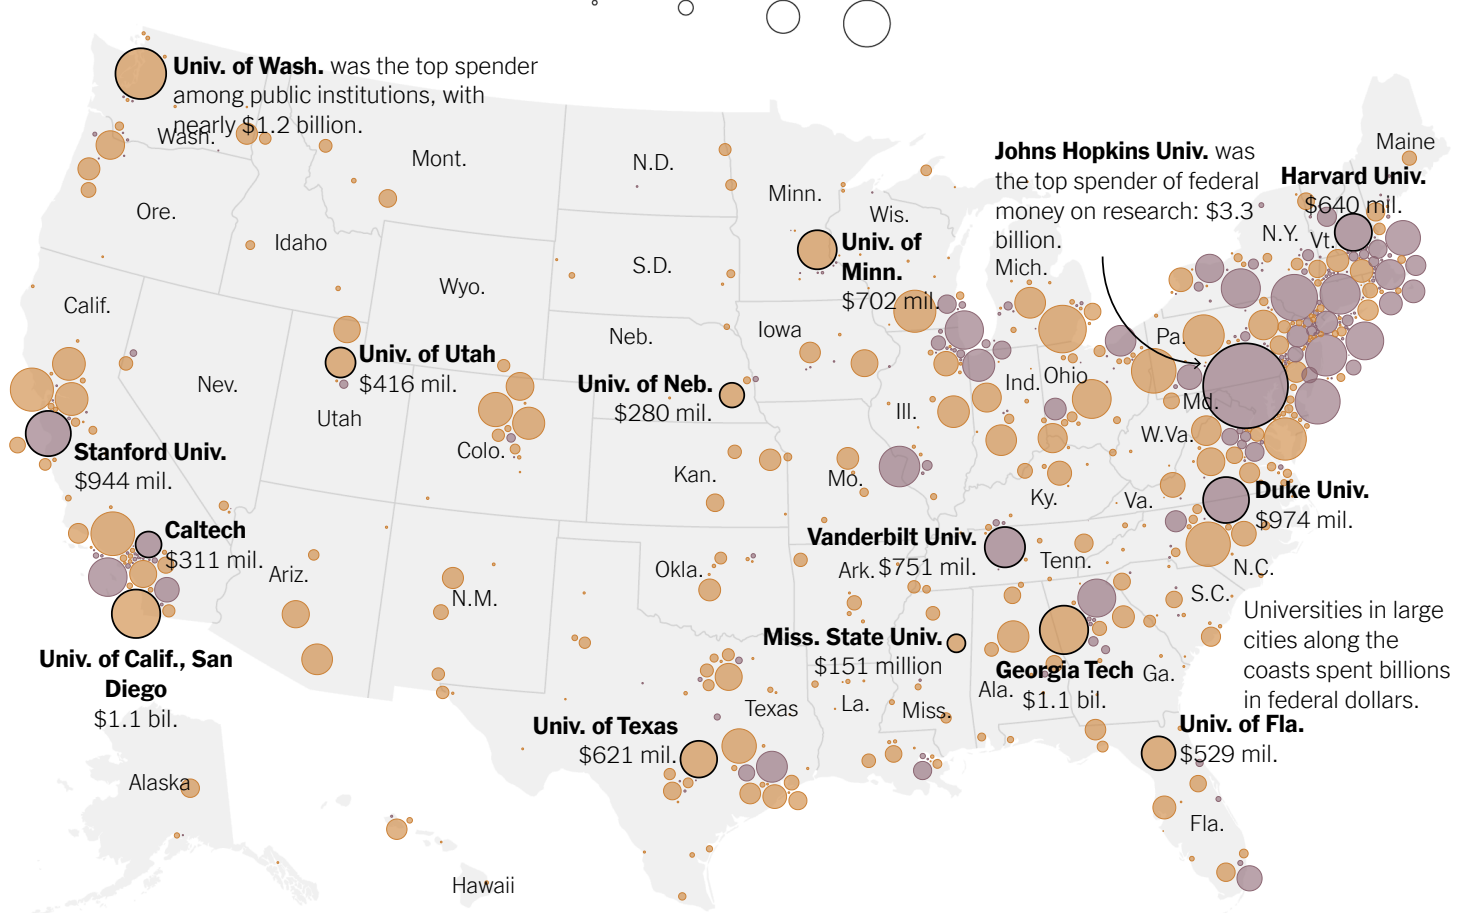 Univ. of Wash. was the top spender
among public institutions, with
nearly $1.2 billion.
Wash.
Mont.
N.D.
Minn.
Wis.
Johns Hopkins Univ. was
the top spender of federal
money on research: $3.3
billion.
Mich.
Maine
Harvard Univ.
$640 mil.
N.Y.
Vt.
Ore.
Idaho
Wyo.
S.D.
Univ. of
Minn.
$702 mil.
Calif.
Nev.
Utah
Univ. of Utah
$416 mil.
Neb.
Iowa
Univ. of Neb.
$280 mil.
Ill.
Ind.
Ohio
Pa.
Md.
W.Va.
Stanford Univ.
$944 mil.
Colo.
Kan.
Mo.
Ky.
Va.
Duke Univ.
$974 mil.
Caltech
$311 mil.
Ariz.
N.M.
Okla.
Ark.
Vanderbilt Univ.
$751 mil.
Tenn.
N.C.
S.C.
Universities in large
cities along the
coasts spent billions
in federal dollars.
Univ. of Calif., San
Diego
$1.1 bil.
Miss. State Univ.
$151 million
Georgia Tech
$1.1 bil.
Ga.
Ala.
Miss.
La.
Texas
Univ. of Texas
$621 mil.
Univ. of Fla.
$529 mil.
Fla.
Alaska
Hawaii